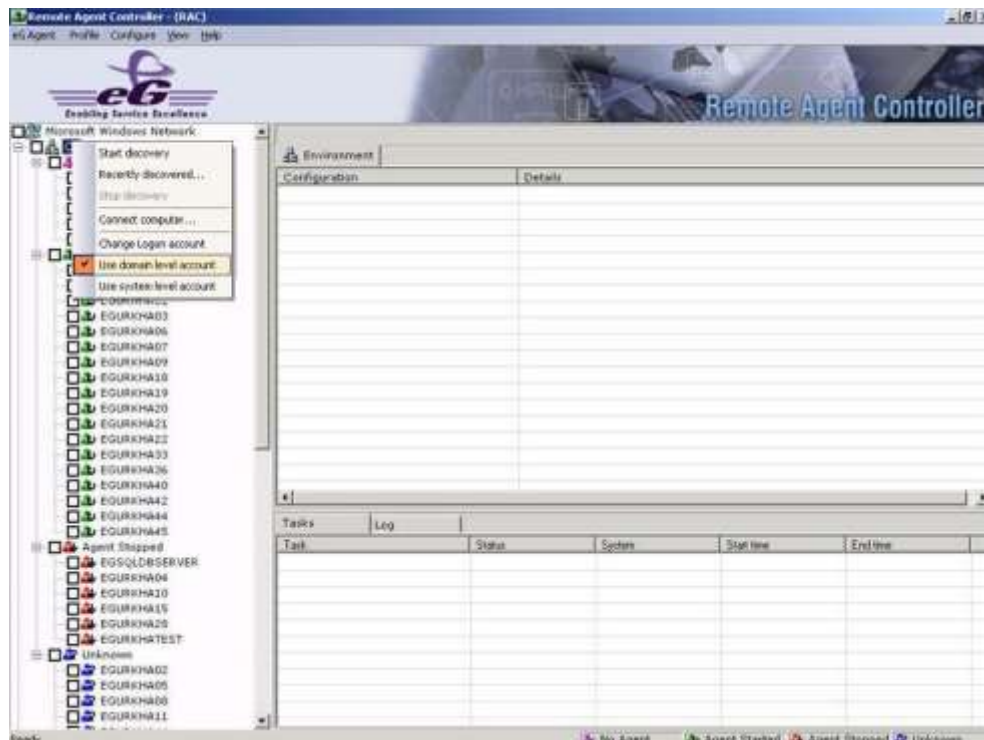 Remote Agent Controller - (RAC)
eG Agent Profile Configure View Help
eG
Enabling Service Excellence
Remote Agent Controller
Microsoft Windows Network
Start discovery
Recently discovered...
Stop discovery
Connect computer...
Change Logon account
Use domain level account
Use system level account
EGURKHA03
EGURKHA06
EGURKHA07
EGURKHA09
EGURKHA18
EGURKHA19
EGURKHA20
EGURKHA21
EGURKHA22
EGURKHA33
EGURKHA36
EGURKHA40
EGURKHA42
EGURKHA44
EGURKHA45
Agent Stopped
EGSQLDBSERVER
EGURKHA04
EGURKHA10
EGURKHA15
EGURKHA28
EGURKHATEST
Unknown
EGURKHA02
EGURKHA05
EGURKHA08
EGURKHA11
Environment
Configuration Details
Tasks Log
Task Status System Start time End time
Ready
No Agent Agent Started Agent Stopped Unknown